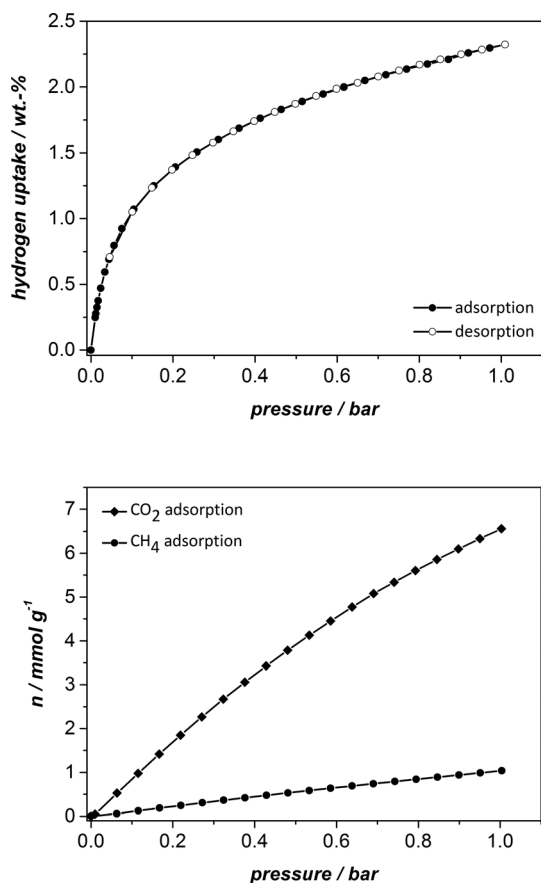 hydrogen uptake / wt.-%
2.5
2.0
1.5
1.0
0.5
0.0
adsorption
desorption
0.0 0.2 0.4 0.6 0.8 1.0
pressure / bar
n / mmol g⁻¹
7
6
5
4
3
2
1
0
CO₂ adsorption
CH₄ adsorption
0.0 0.2 0.4 0.6 0.8 1.0
pressure / bar